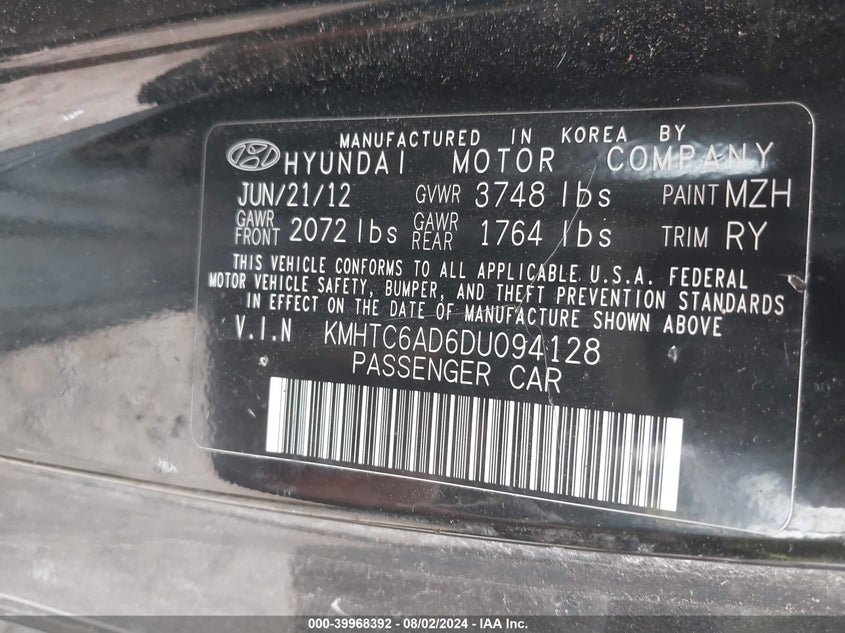 MANUFACTURED IN KOREA BY
HYUNDAI MOTOR COMPANY
JUN/21/12 GVWR 3748 lbs PAINT MZH
GAWR FRONT 2072 lbs GAWR REAR 1764 lbs TRIM RY
THIS VEHICLE CONFORMS TO ALL APPLICABLE U.S.A. FEDERAL
MOTOR VEHICLE SAFETY, BUMPER, AND THEFT PREVENTION STANDARDS
IN EFFECT ON THE DATE OF MANUFACTURE SHOWN ABOVE
V.I.N KMHTC6AD6DU094128
PASSENGER CAR
000-39968392 - 08/02/2024 - IAA Inc.